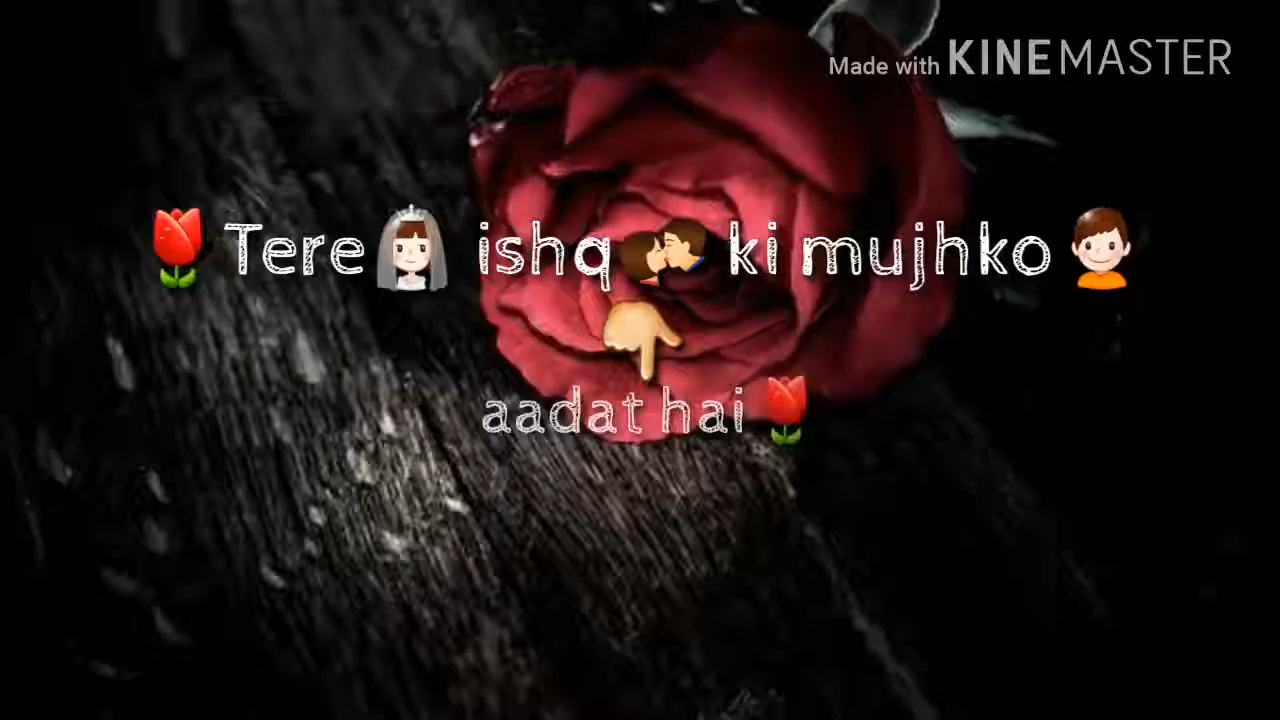 Made with KINEMASTER
🌷 Tere 👰 ishq 💏 ki mujhko 👦
👇
aadat hai 🌷